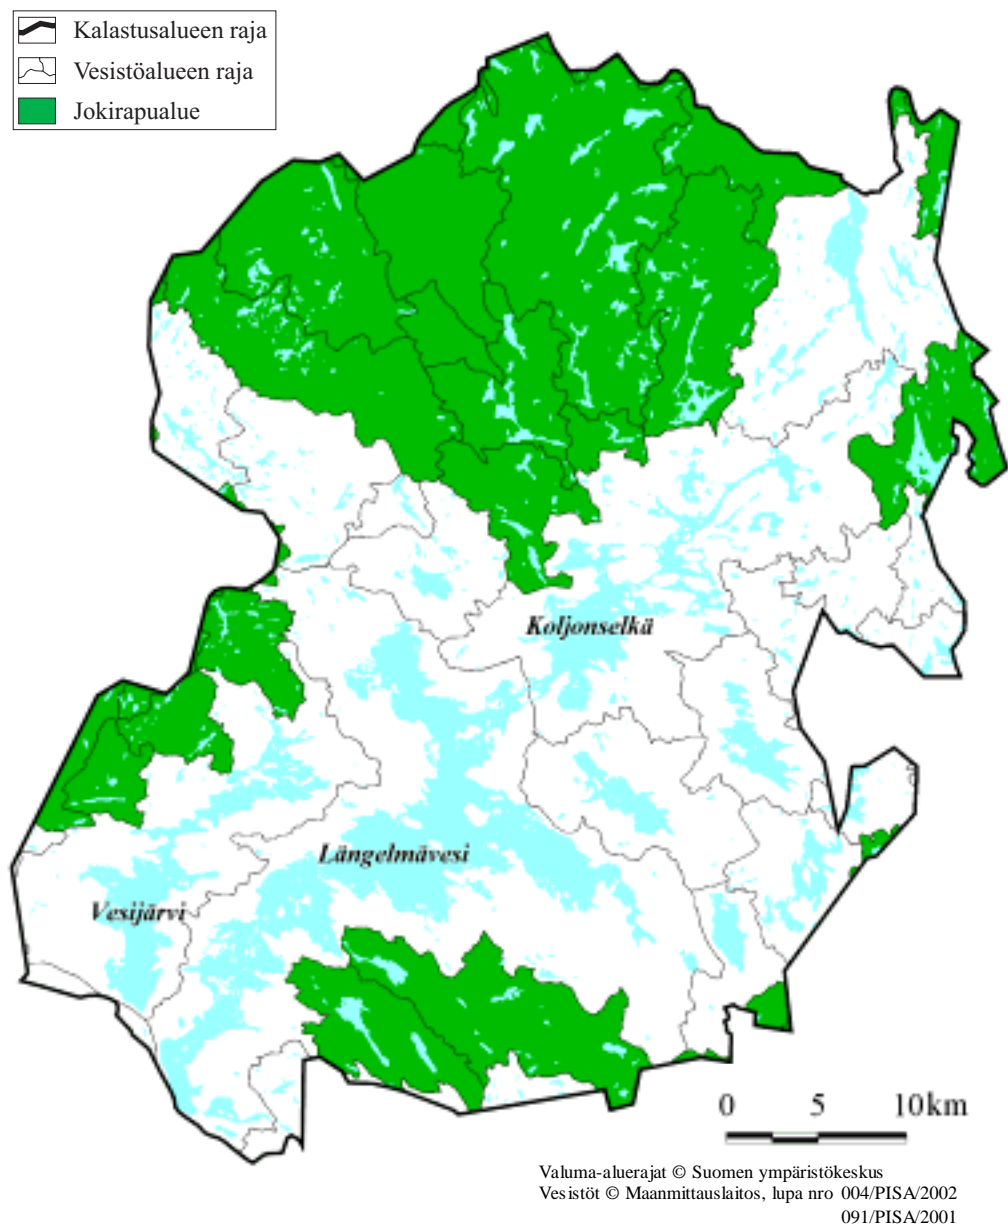 Kalastusalueen raja
Vesistöalueen raja
Jokirapualue
Koljonselkä
Längelmävesi
Vesijärvi
0 5 10km
Valuma-aluerajat © Suomen ympäristökeskus
Vesistöt © Maanmittauslaitos, lupa nro 004/PISA/2002
091/PISA/2001